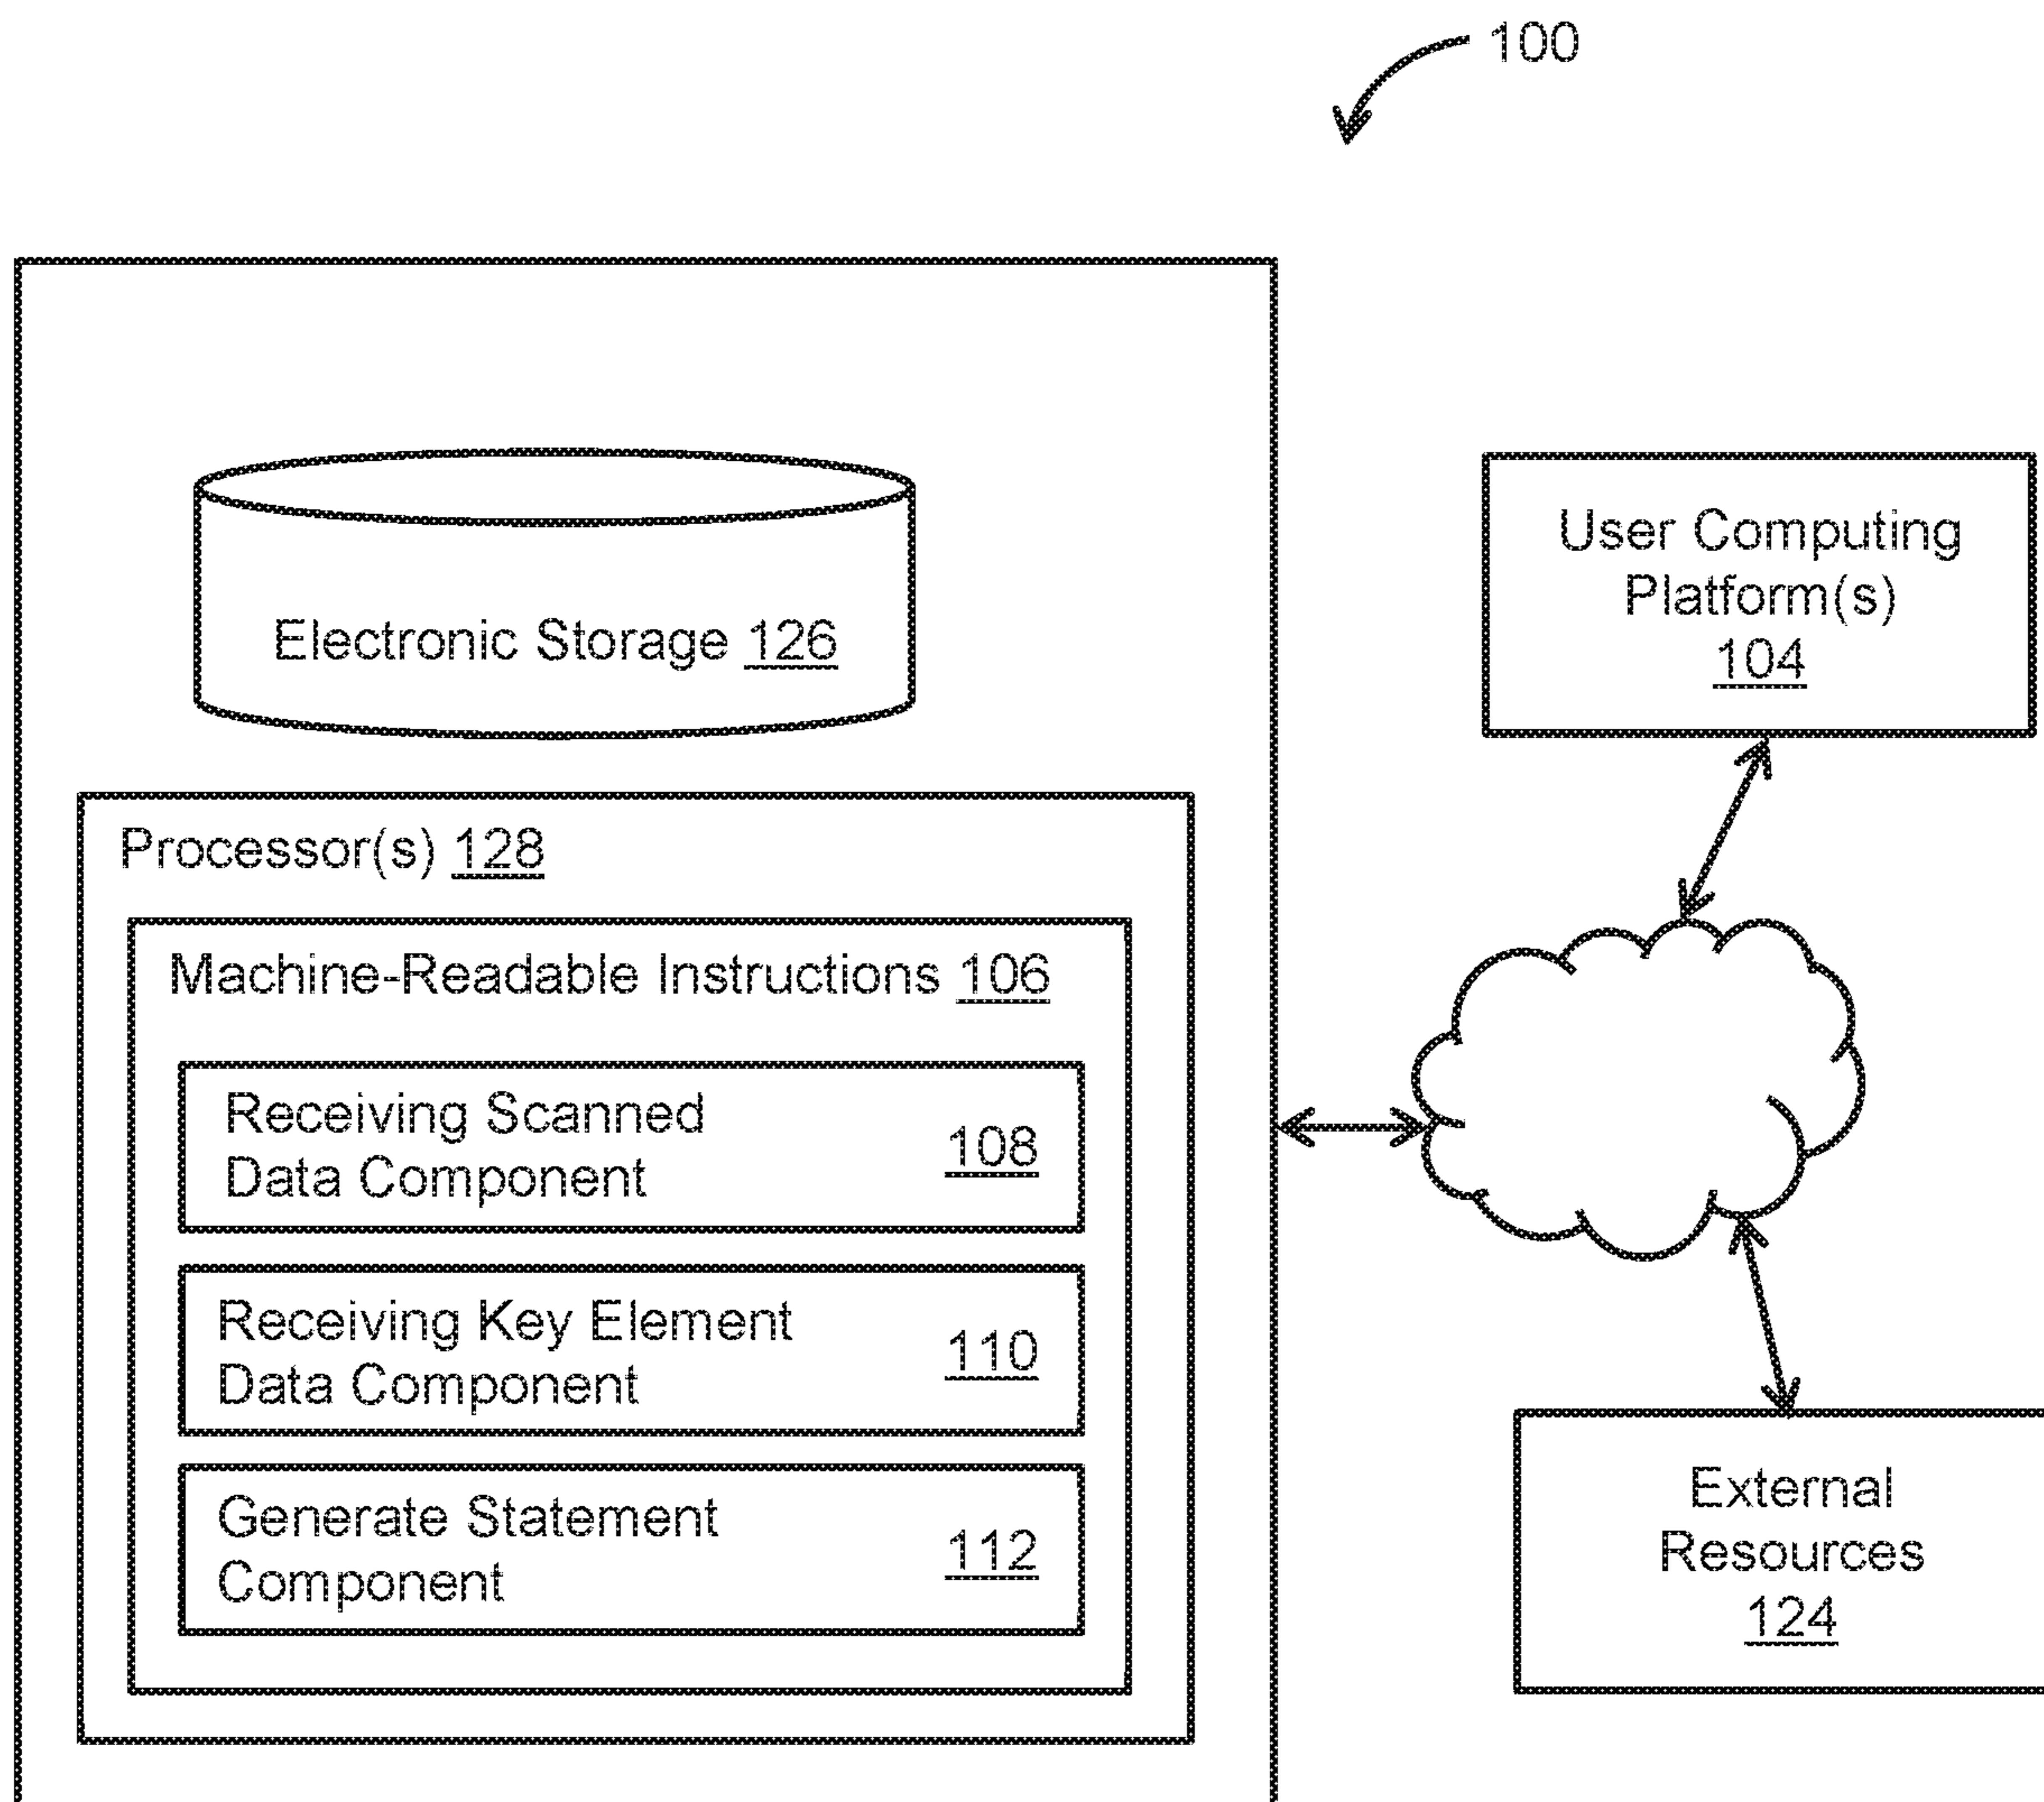 100
Electronic Storage 126
User Computing
Platform(s)
104
Processor(s) 128
Machine-Readable Instructions 106
Receiving Scanned
Data Component
108
Receiving Key Element
Data Component
110
Generate Statement
Component
112
External
Resources
124